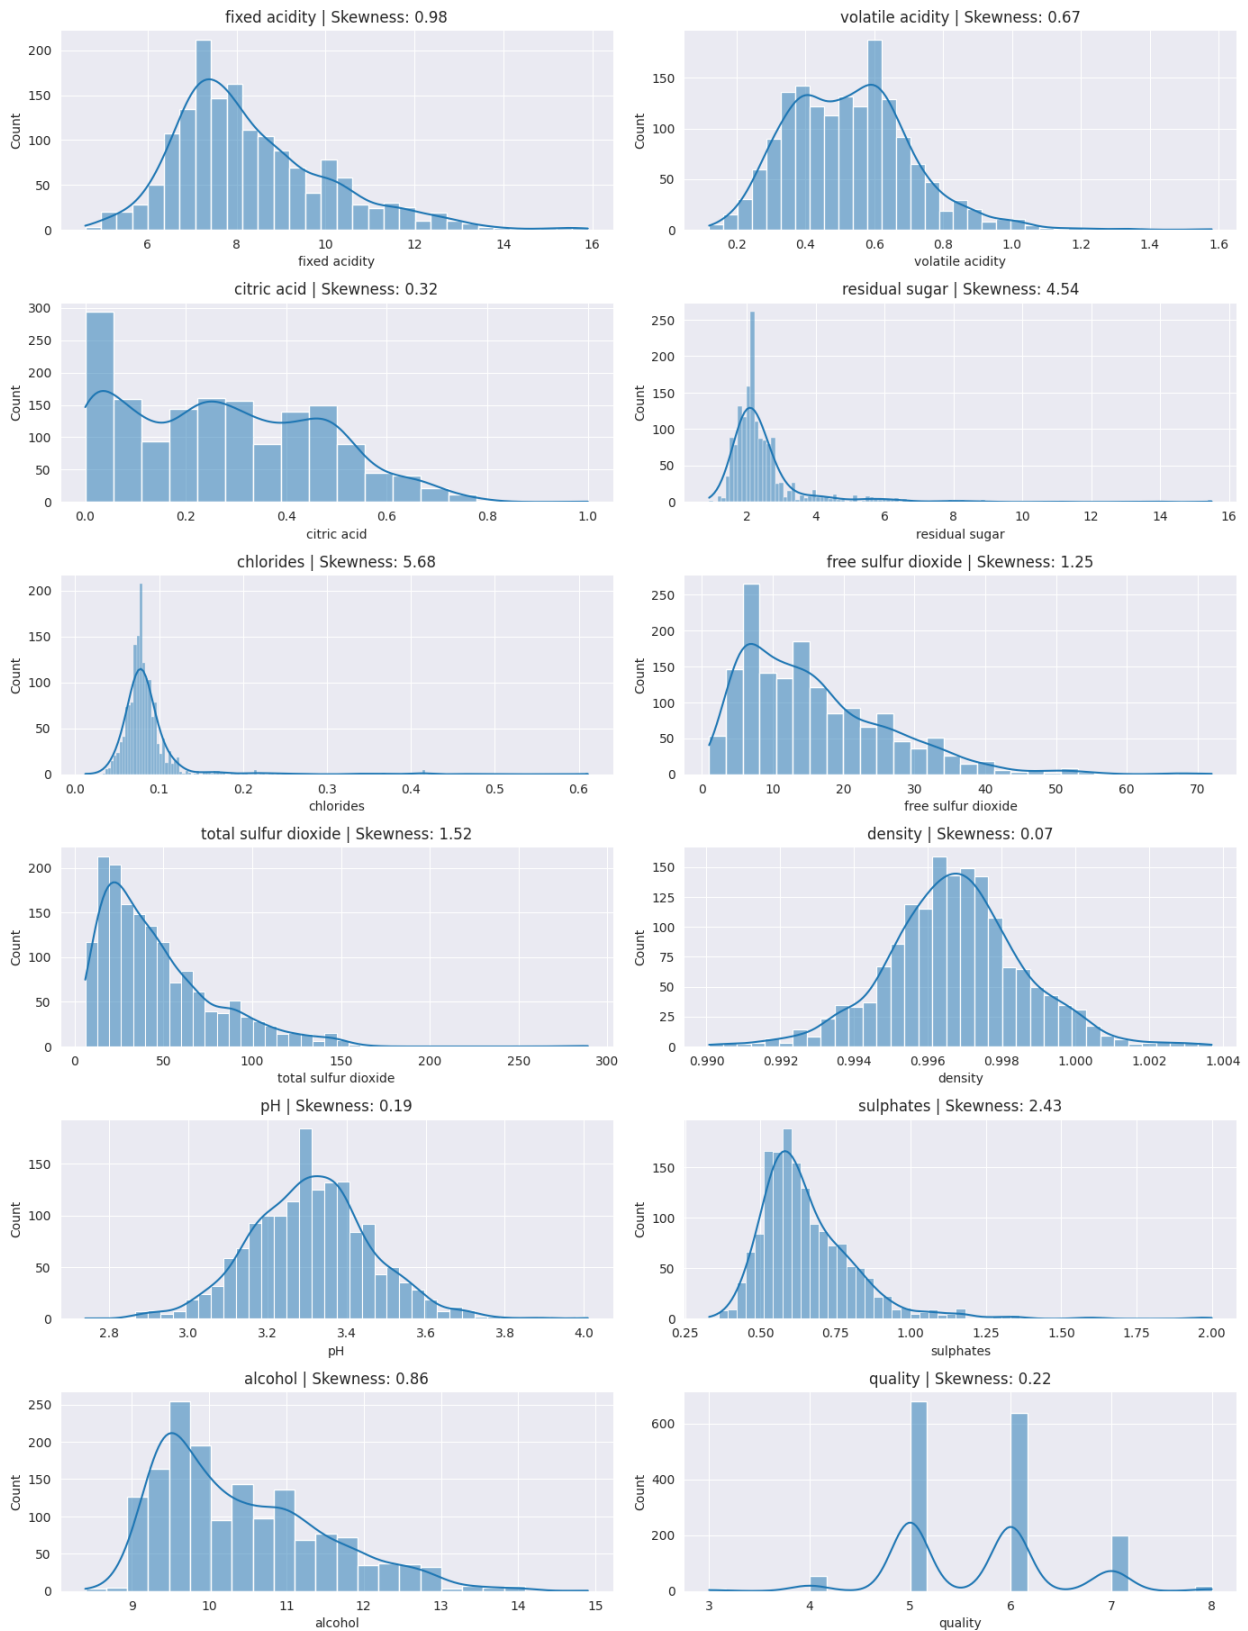 fixed acidity | Skewness: 0.98
200
150
100
50
0
Count
6 8 10 12 14 16
fixed acidity
volatile acidity | Skewness: 0.67
150
100
50
0
Count
0.2 0.4 0.6 0.8 1.0 1.2 1.4 1.6
volatile acidity
citric acid | Skewness: 0.32
300
250
200
150
100
50
0
Count
0.0 0.2 0.4 0.6 0.8 1.0
citric acid
residual sugar | Skewness: 4.54
250
200
150
100
50
0
Count
2 4 6 8 10 12 14 16
residual sugar
chlorides | Skewness: 5.68
200
150
100
50
0
Count
0.0 0.1 0.2 0.3 0.4 0.5 0.6
chlorides
free sulfur dioxide | Skewness: 1.25
250
200
150
100
50
0
Count
0 10 20 30 40 50 60 70
free sulfur dioxide
total sulfur dioxide | Skewness: 1.52
200
150
100
50
0
Count
0 50 100 150 200 250 300
total sulfur dioxide
density | Skewness: 0.07
150
125
100
75
50
25
0
Count
0.990 0.992 0.994 0.996 0.998 1.000 1.002 1.004
density
pH | Skewness: 0.19
150
100
50
0
Count
2.8 3.0 3.2 3.4 3.6 3.8 4.0
pH
sulphates | Skewness: 2.43
150
100
50
0
Count
0.25 0.50 0.75 1.00 1.25 1.50 1.75 2.00
sulphates
alcohol | Skewness: 0.86
250
200
150
100
50
0
Count
9 10 11 12 13 14 15
alcohol
quality | Skewness: 0.22
600
400
200
0
Count
3 4 5 6 7 8
quality